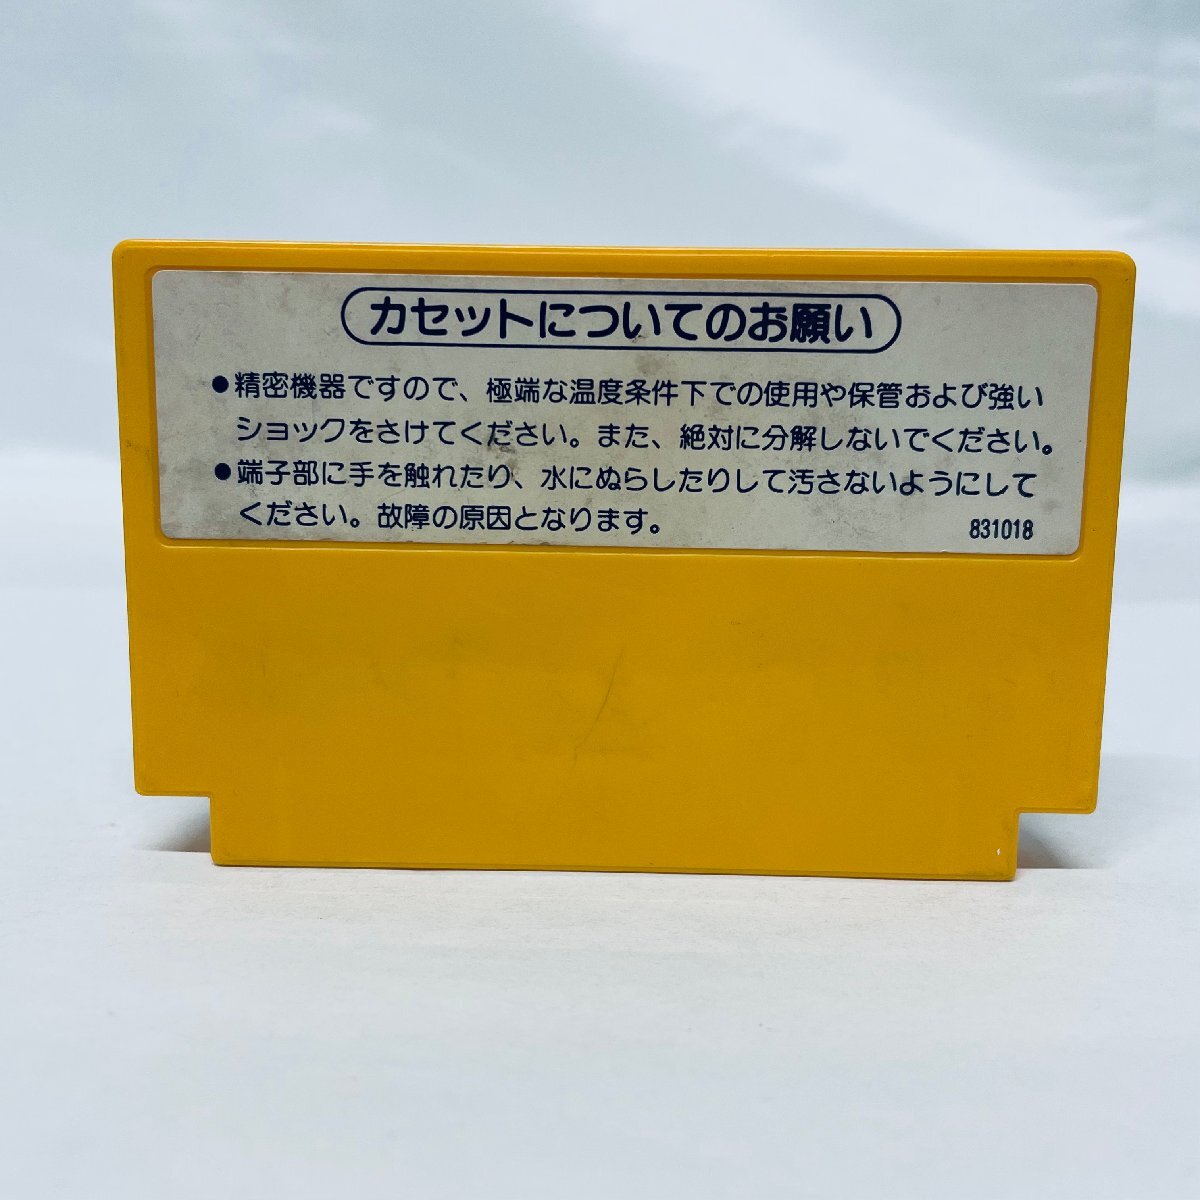 カセットについてのお願い
●精密機器ですので、極端な温度条件下での使用や保管および強い
ショックをさけてください。また、絶対に分解しないでください。
●端子部に手を触れたり、水にぬらしたりして汚さないようにして
ください。故障の原因となります。
831018